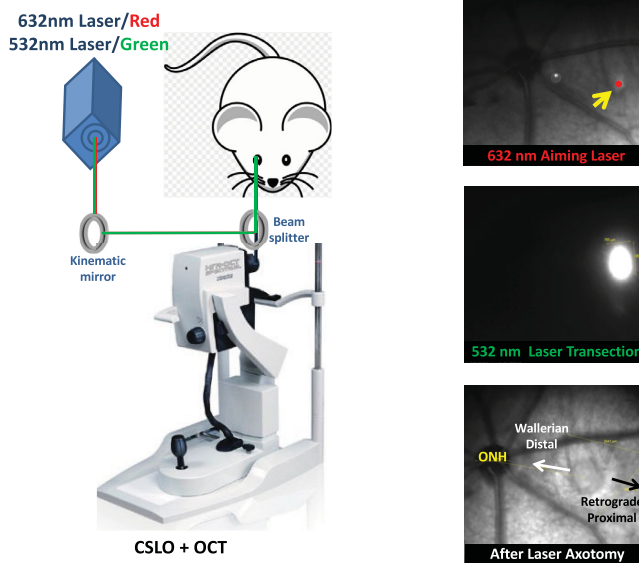 632nm Laser/Red
532nm Laser/Green
Beam
splitter
Kinematic
mirror
CSLO + OCT
632 nm Aiming Laser
532 nm Laser Transection
Wallerian
Distal
ONH
Retrograde
Proximal
After Laser Axotomy